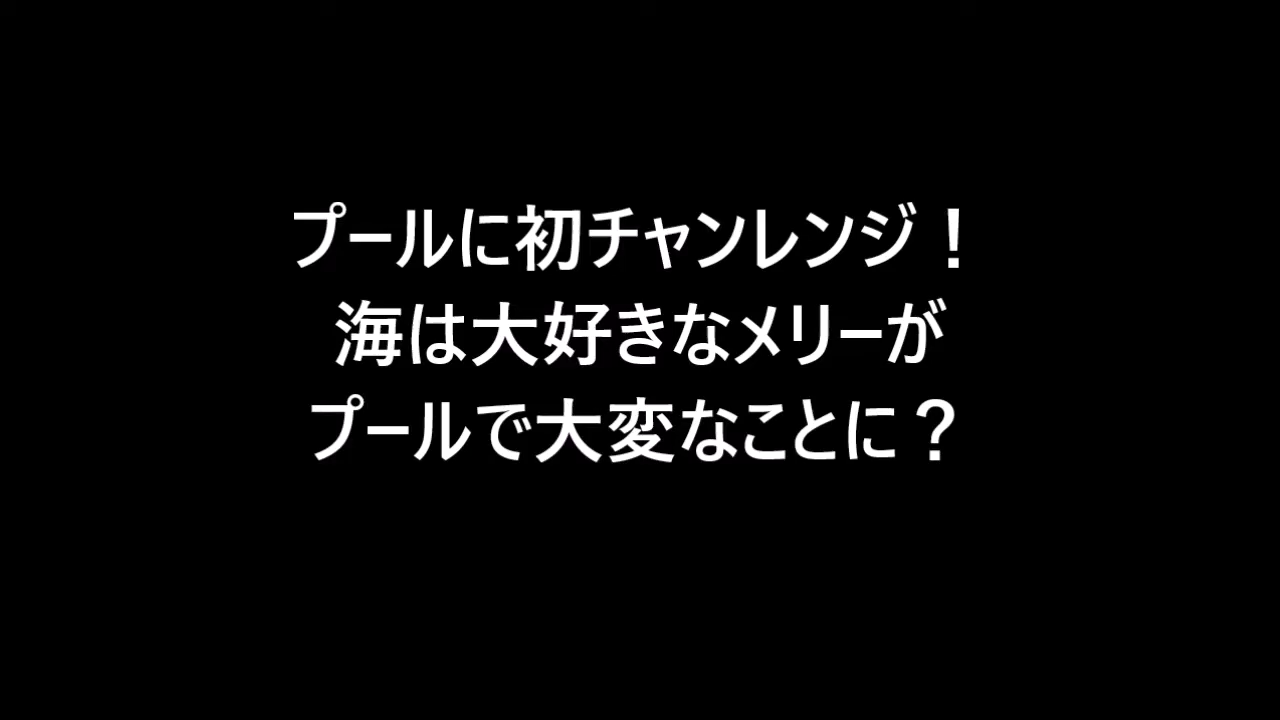 プールに初チャンレンジ！
海は大好きなメリーが
プールで大変なことに？